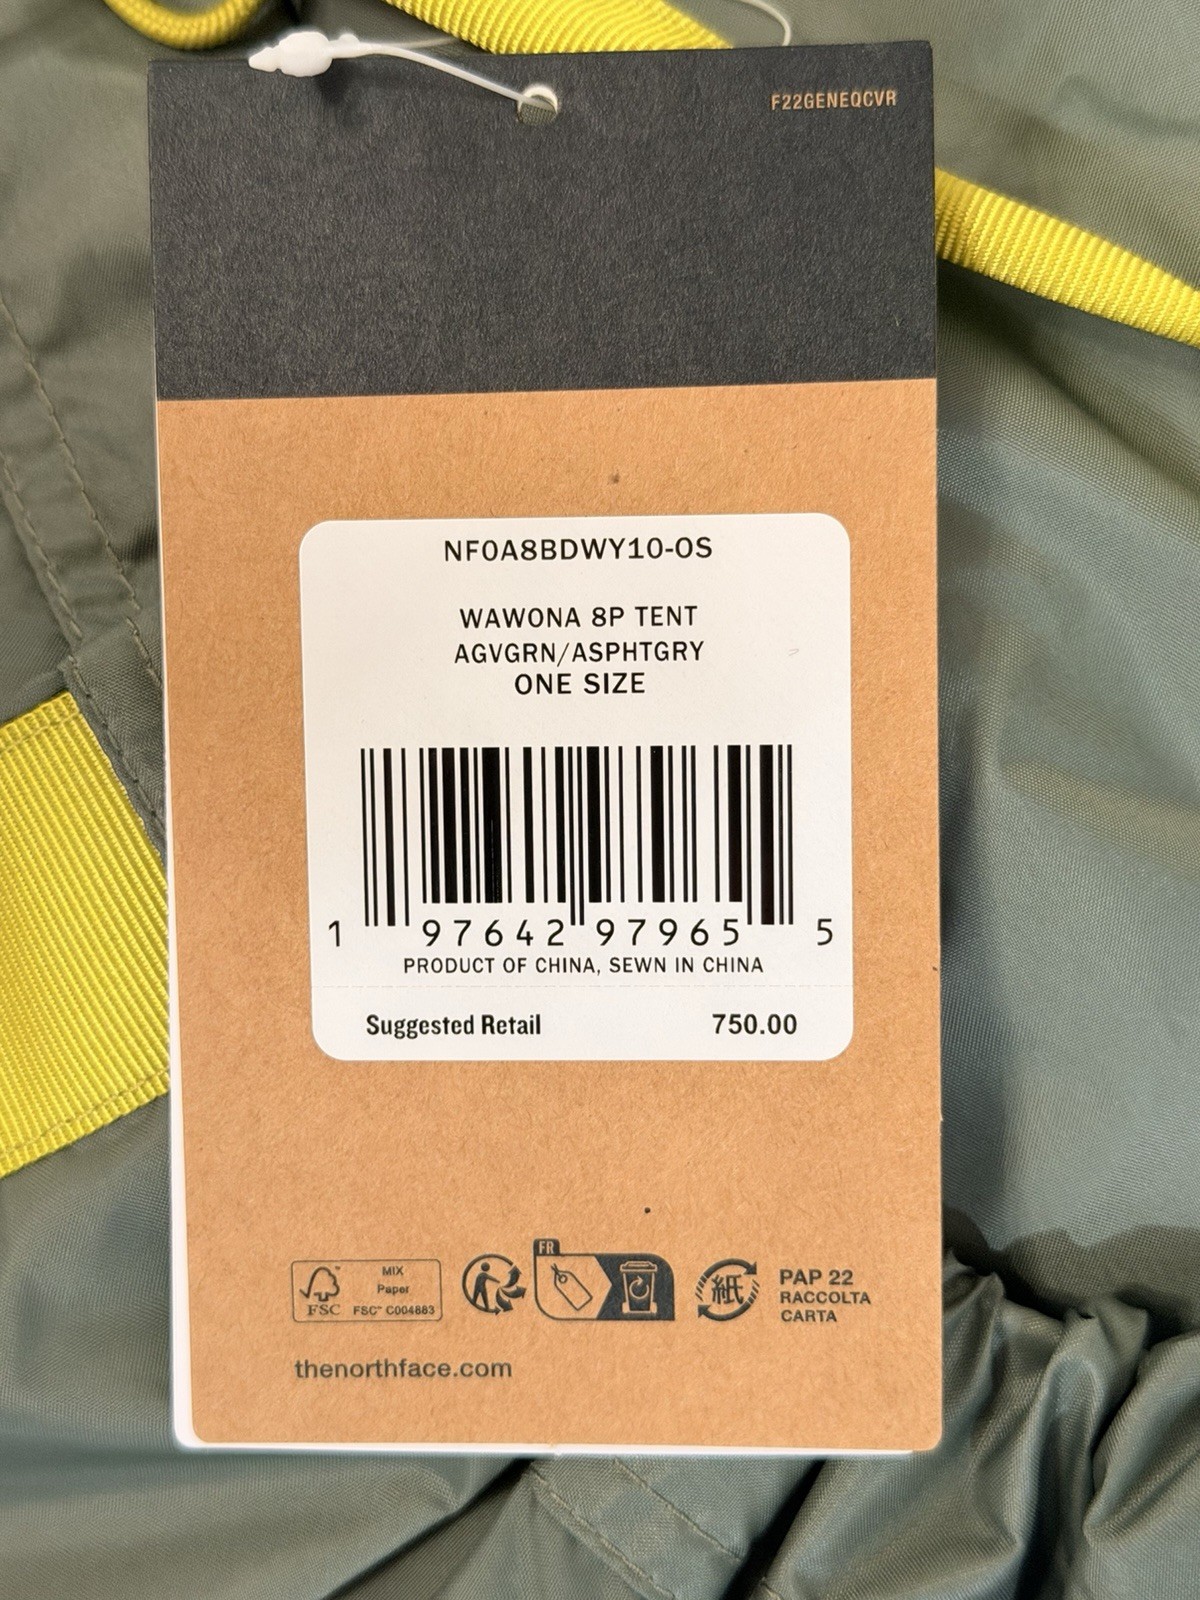 F22GENEQCVR
NF0A8BDWY10-OS
WAWONA 8P TENT
AGVGRN/ASPHTGRY
ONE SIZE
1 97642 97965 5
PRODUCT OF CHINA, SEWN IN CHINA
Suggested Retail 750.00
FR
MIX
Paper
FSC™ C004883
FSC
紙
PAP 22
RACCOLTA
CARTA
thenorthface.com